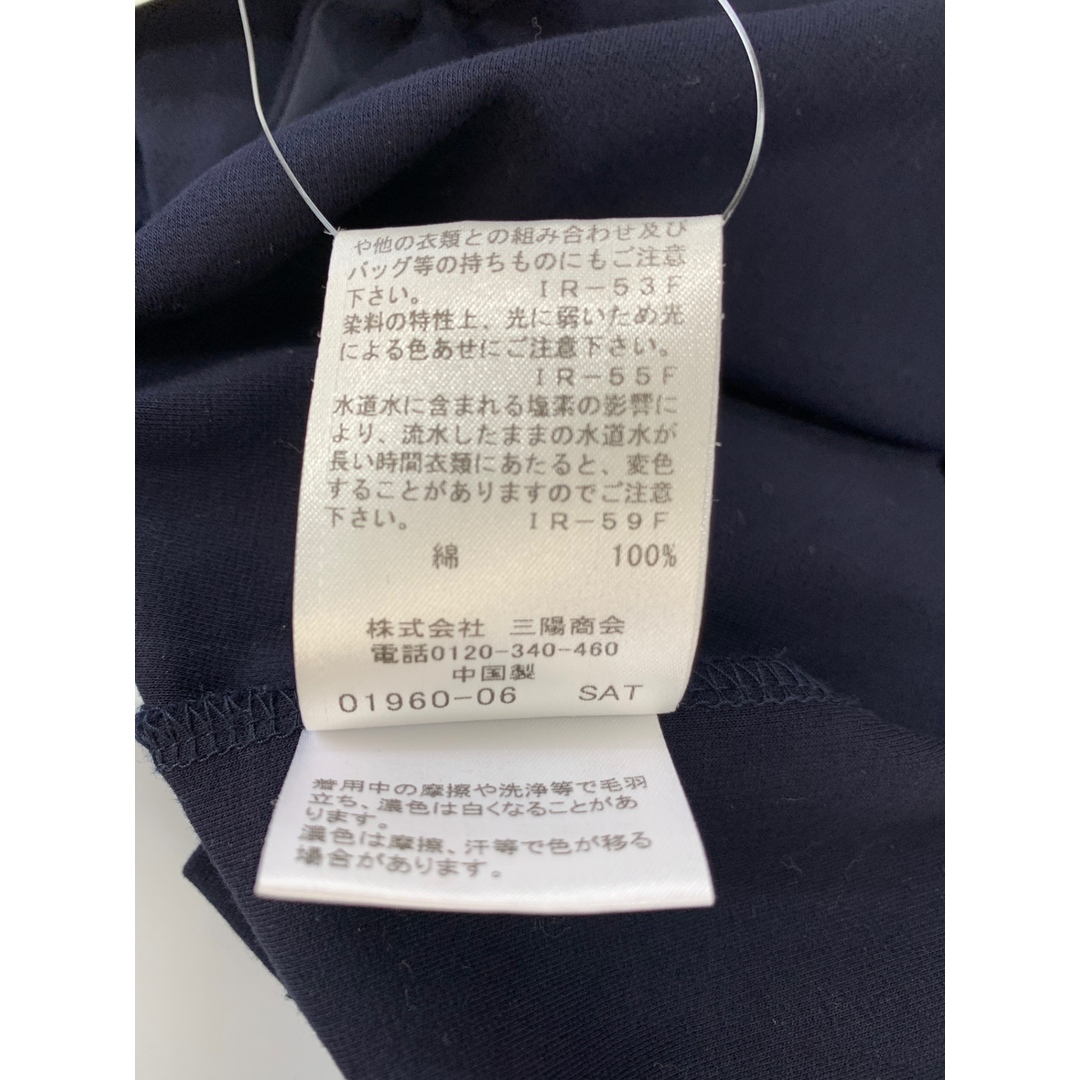 や他の衣類との組み合わせ及び
バッグ等の持ちものにもご注意
下さい。 IR-53F
染料の特性上、光に弱いため光
による色あせにご注意下さい。
IR-55F
水道水に含まれる塩素の影響に
より、流水したままの水道水が
長い時間衣類にあたると、変色
することがありますのでご注意
下さい。 IR-59F
綿 100%
株式会社 三陽商会
電話0120-340-460
中国製
01960-06 SAT
着用中の摩擦や洗浄等で毛羽
立ち、濃色は白くなることがあ
ります。
濃色は摩擦、汗等で色が移る
場合があります。